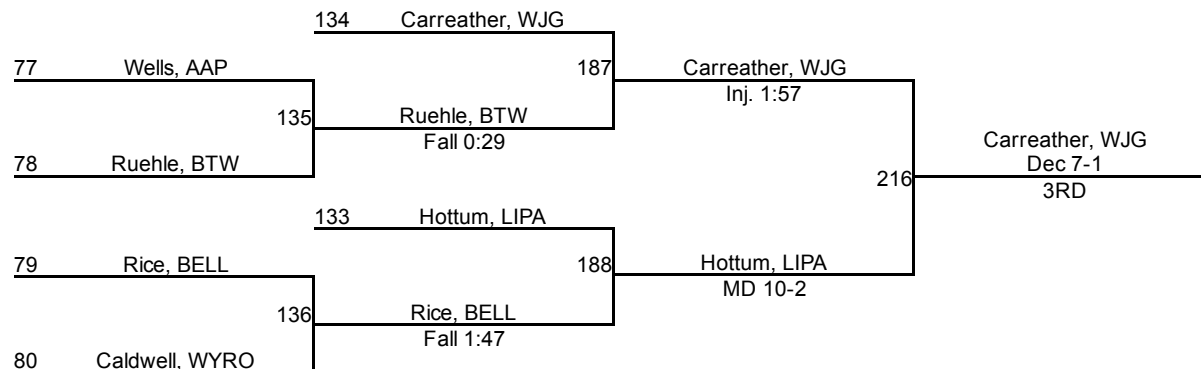 134 Carreather, WJG
77 Wells, AAP
187 Carreather, WJG
Inj. 1:57
135 Ruehle, BTW
Fall 0:29
78 Ruehle, BTW
216 Carreather, WJG
Dec 7-1
3RD
133 Hottum, LIPA
79 Rice, BELL
188 Hottum, LIPA
MD 10-2
136 Rice, BELL
Fall 1:47
80 Caldwell, WYRO